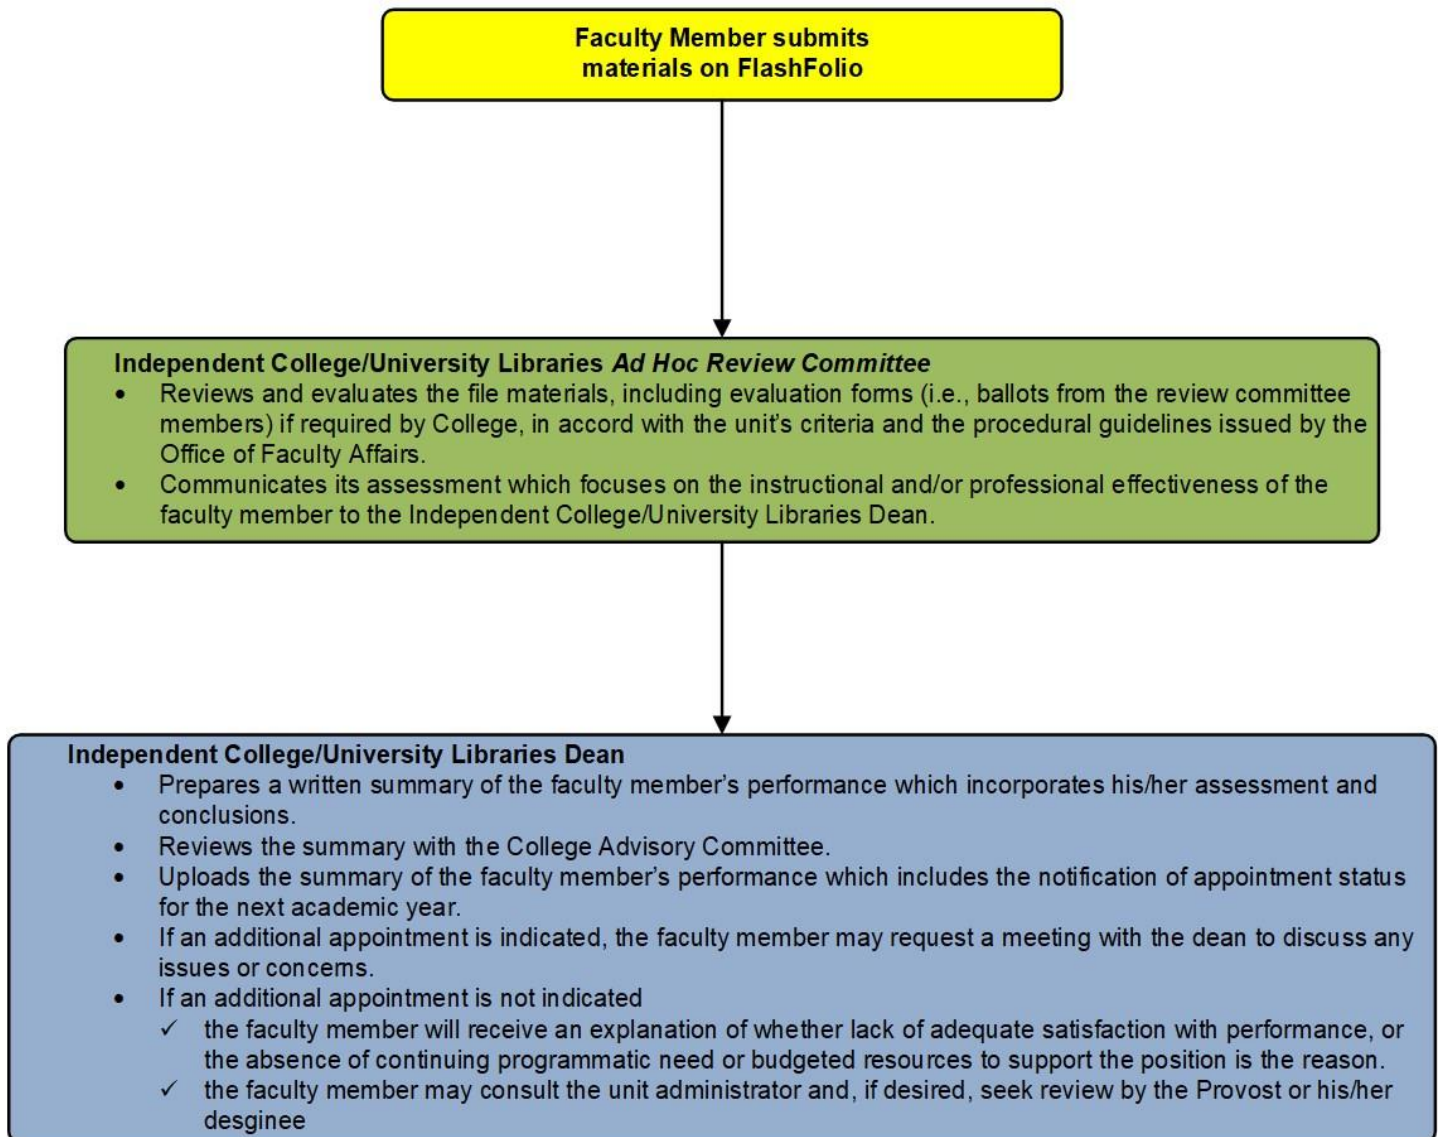 Faculty Member submits
materials on FlashFolio
Independent College/University Libraries Ad Hoc Review Committee
• Reviews and evaluates the file materials, including evaluation forms (i.e., ballots from the review committee
members) if required by College, in accord with the unit’s criteria and the procedural guidelines issued by the
Office of Faculty Affairs.
• Communicates its assessment which focuses on the instructional and/or professional effectiveness of the
faculty member to the Independent College/University Libraries Dean.
Independent College/University Libraries Dean
• Prepares a written summary of the faculty member’s performance which incorporates his/her assessment and
conclusions.
• Reviews the summary with the College Advisory Committee.
• Uploads the summary of the faculty member’s performance which includes the notification of appointment status
for the next academic year.
• If an additional appointment is indicated, the faculty member may request a meeting with the dean to discuss any
issues or concerns.
• If an additional appointment is not indicated
✓ the faculty member will receive an explanation of whether lack of adequate satisfaction with performance, or
the absence of continuing programmatic need or budgeted resources to support the position is the reason.
✓ the faculty member may consult the unit administrator and, if desired, seek review by the Provost or his/her
desginee